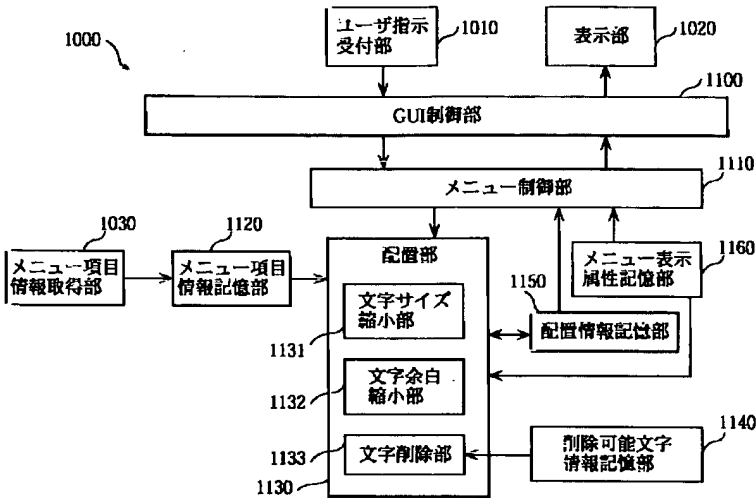 1000
ユーザ指示
受付部
1010
表示部
1020
1100
GUI制御部
1110
メニュー制御部
1030
メニュー項目
情報取得部
1120
メニュー項目
情報記憶部
配置部
1160
メニュー表示
属性記憶部
1150
配置情報記憶部
文字サイズ
縮小部
1131
文字余白
縮小部
1132
1140
削除可能文字
情報記憶部
1133
文字削除部
1130